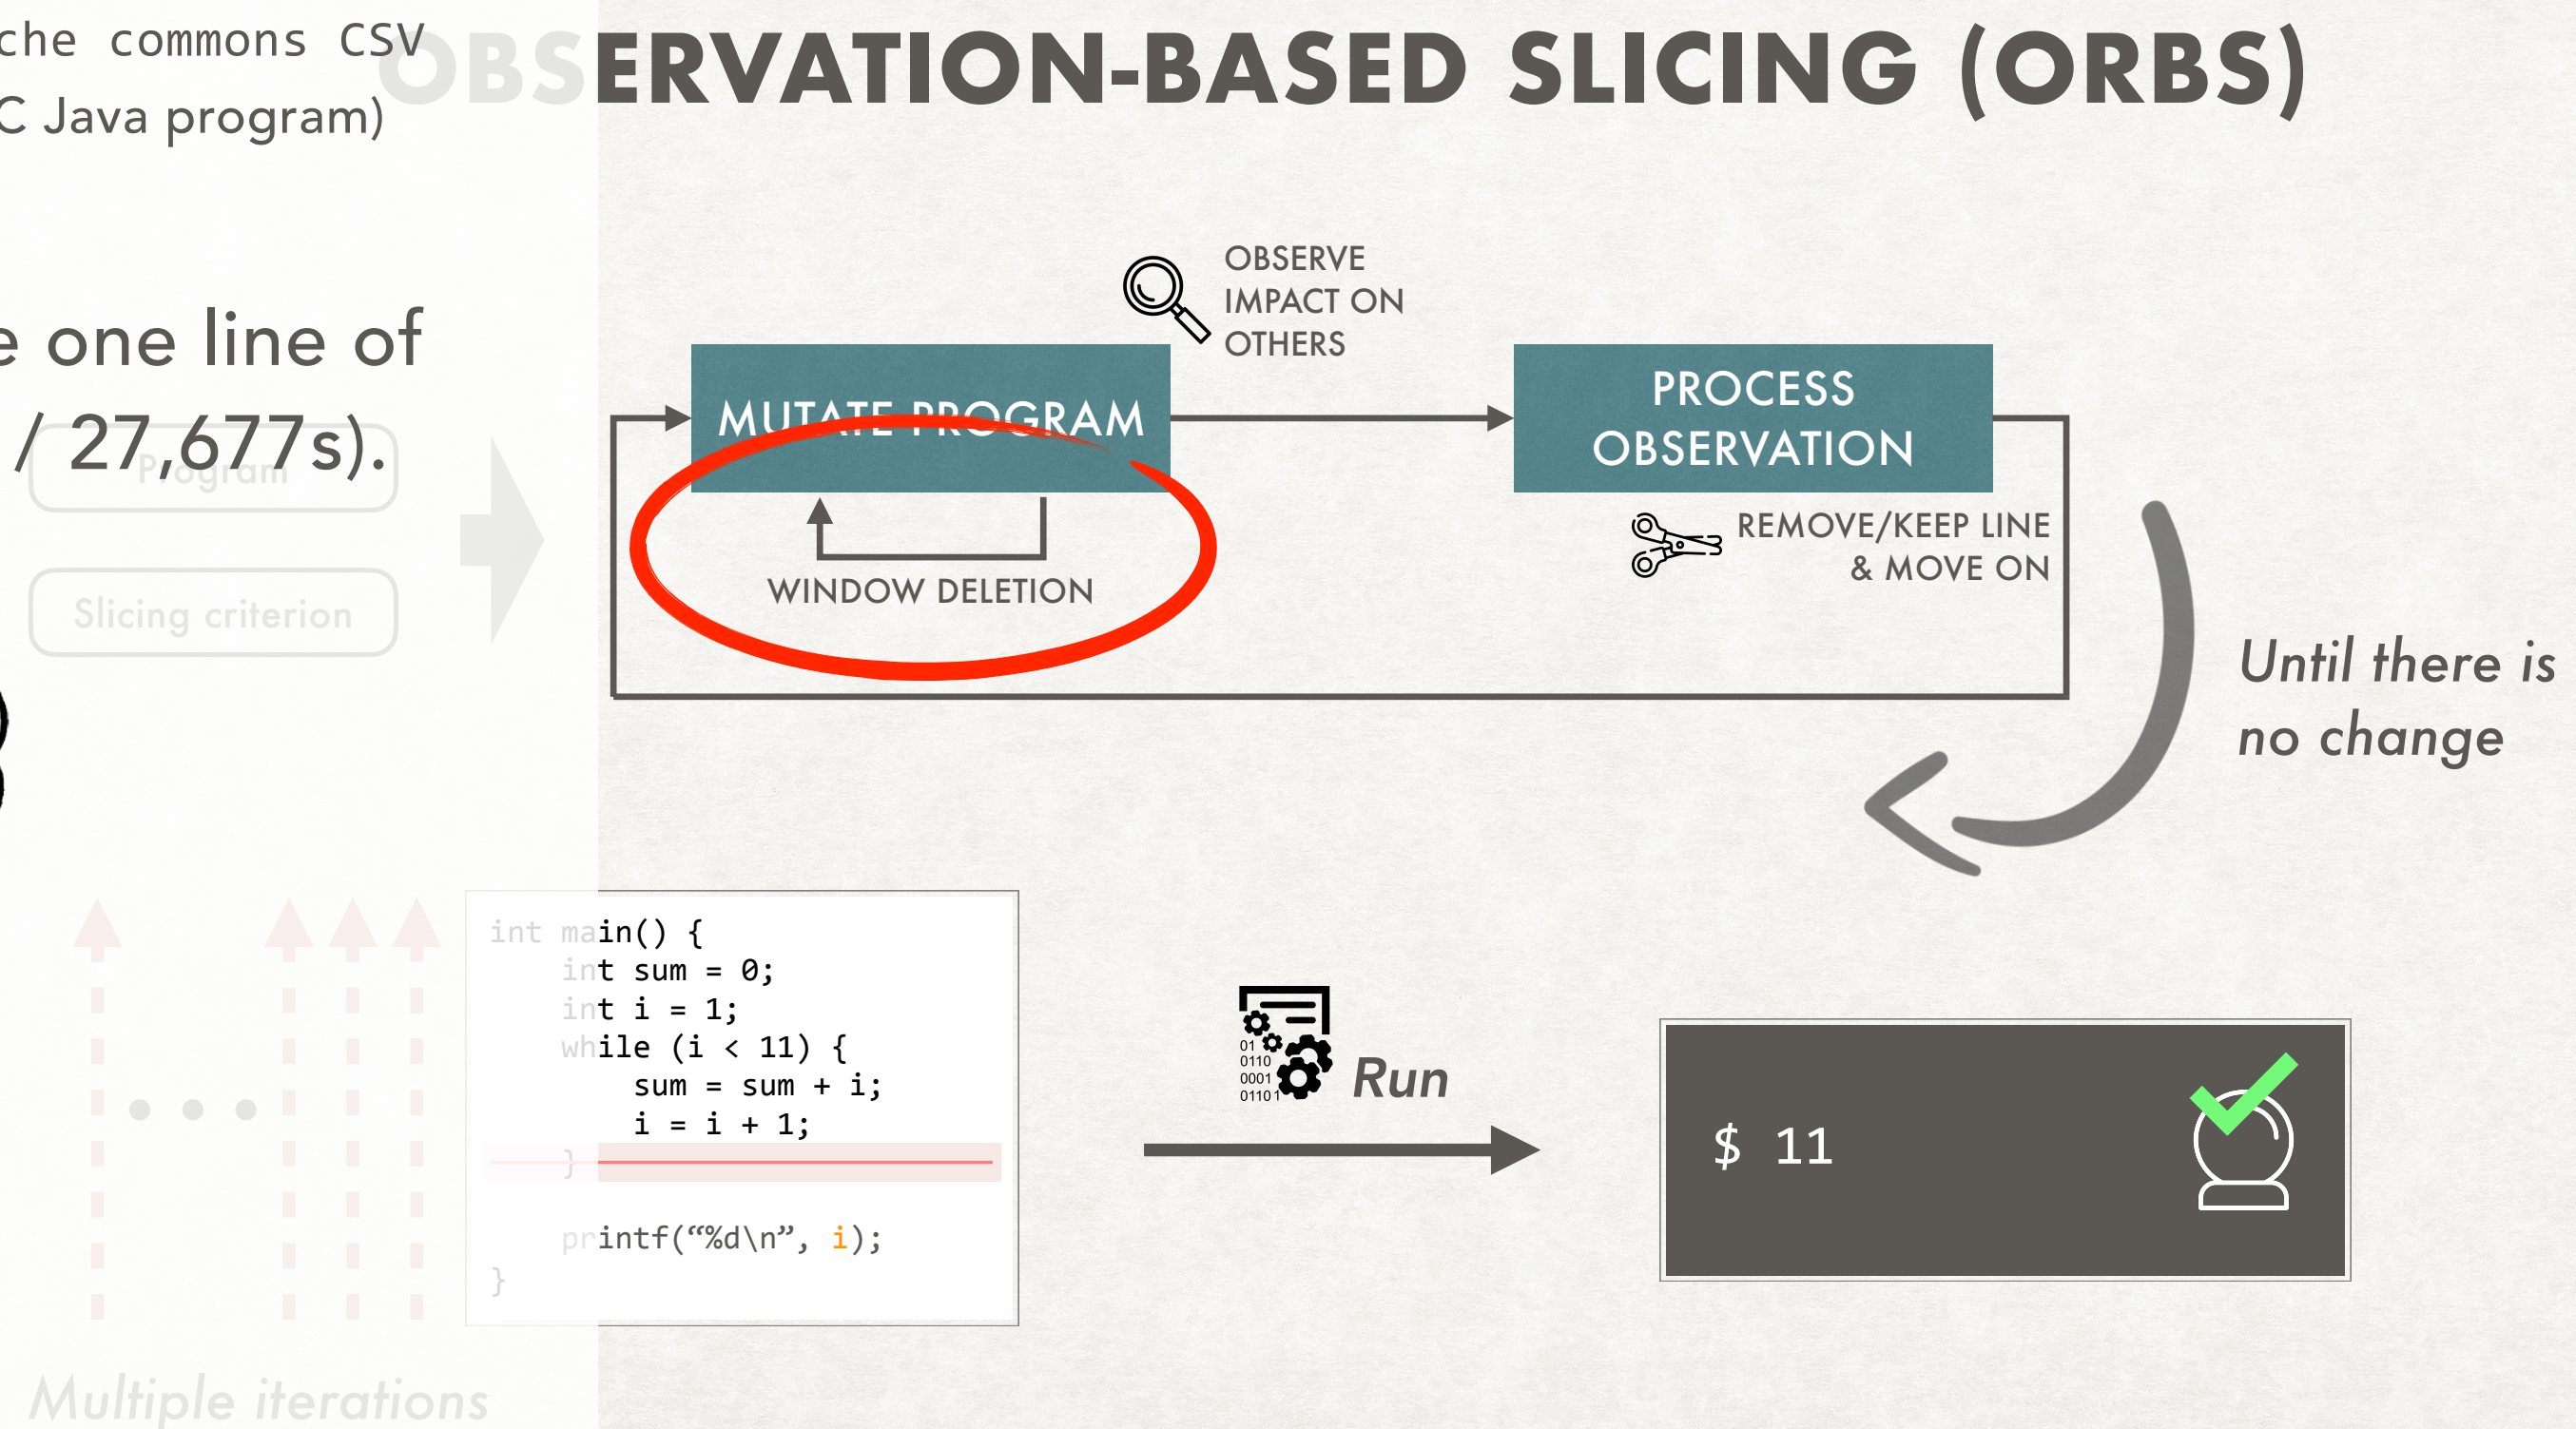 che commons CSV
C Java program)
OBSERVATION-BASED SLICING (ORBS)
e one line of
/ 27,677s).
Program
Slicing criterion
OBSERVE
IMPACT ON
OTHERS
MUTATE PROGRAM
WINDOW DELETION
PROCESS
OBSERVATION
REMOVE/KEEP LINE
& MOVE ON
Until there is
no change
int main() {
int sum = 0;
int i = 1;
while (i < 11) {
sum = sum + i;
i = i + 1;
}
printf(“%d\n”, i);
}
01
0110
0001
01101
Run
$ 11
Multiple iterations